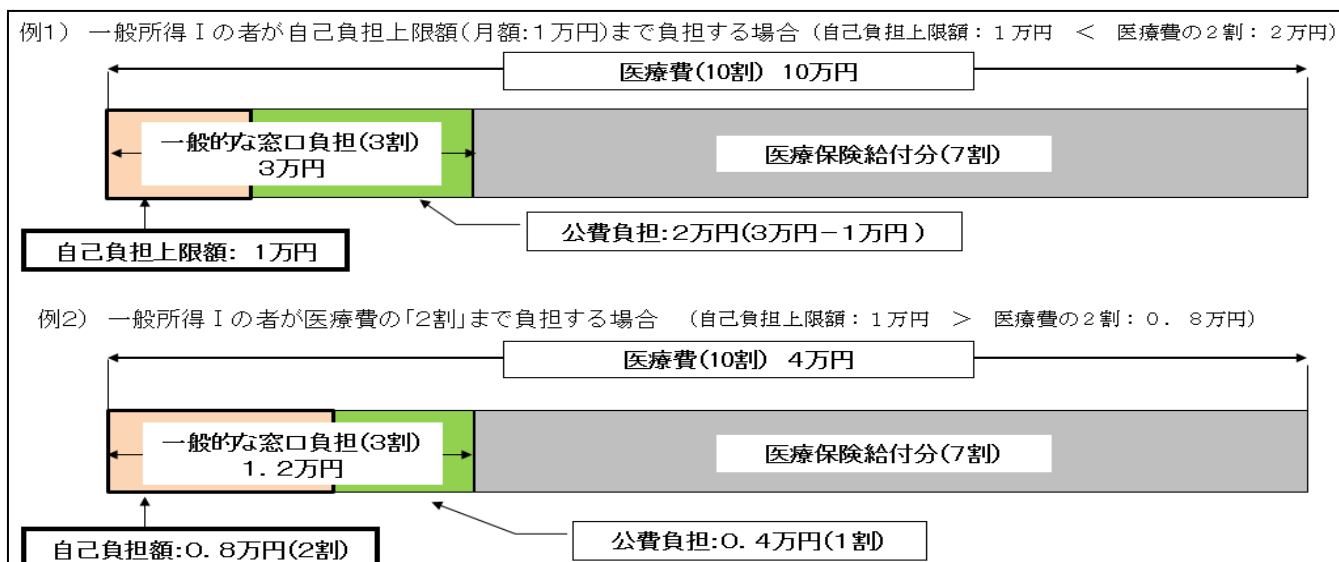 例1） 一般所得Ⅰの者が自己負担上限額(月額:1万円)まで負担する場合 (自己負担上限額：１万円 ＜ 医療費の２割：２万円)
医療費(10割) 10万円
一般的な窓口負担(3割)
3万円
医療保険給付分(7割)
公費負担:2万円(3万円－1万円 )
自己負担上限額: 1万円
例2） 一般所得Ⅰの者が医療費の「2割」まで負担する場合 (自己負担上限額：１万円 ＞ 医療費の２割：０．８万円)
医療費(10割) 4万円
一般的な窓口負担(3割)
1．2万円
医療保険給付分(7割)
公費負担:0．4万円(1割)
自己負担額:0．8万円(2割)